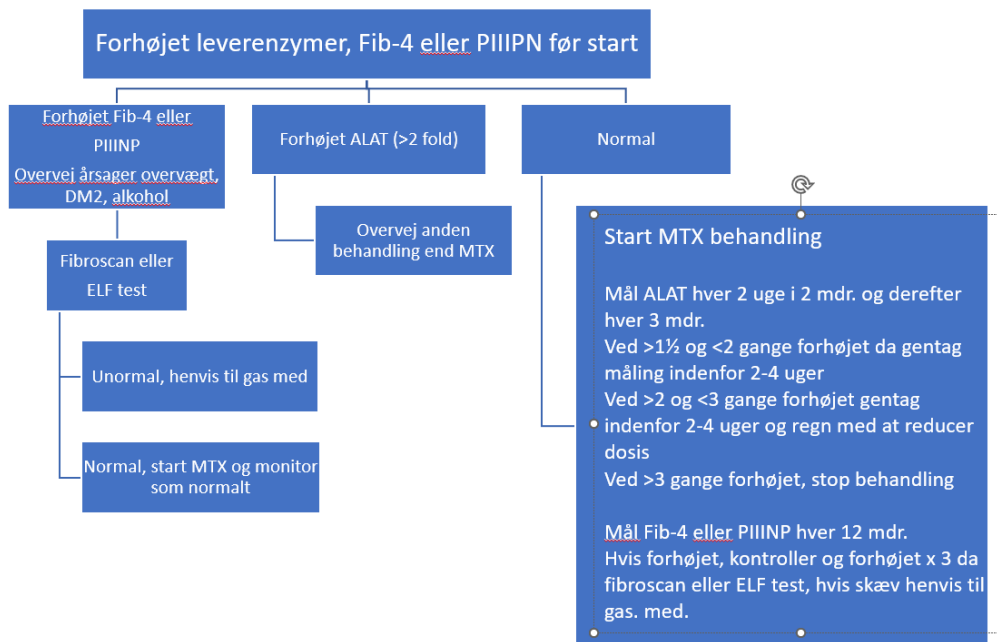 Forhøjet leverenzymer, Fib-4 eller PIIIPN før start
Forhøjet Fib-4 eller
PIIINP
Overvej årsager overvægt,
DM2, alkohol
Forhøjet ALAT (>2 fold)
Normal
Overvej anden
behandling end MTX
Fibroscan eller
ELF test
Unormal, henvis til gas med
Normal, start MTX og monitor
som normalt
Start MTX behandling
Mål ALAT hver 2 uge i 2 mdr. og derefter
hver 3 mdr.
Ved >1½ og <2 gange forhøjet da gentag
måling indenfor 2-4 uger
Ved >2 og <3 gange forhøjet gentag
indenfor 2-4 uger og regn med at reducer
dosis
Ved >3 gange forhøjet, stop behandling
Mål Fib-4 eller PIIINP hver 12 mdr.
Hvis forhøjet, kontroller og forhøjet x 3 da
fibroscan eller ELF test, hvis skæv henvis til
gas. med.